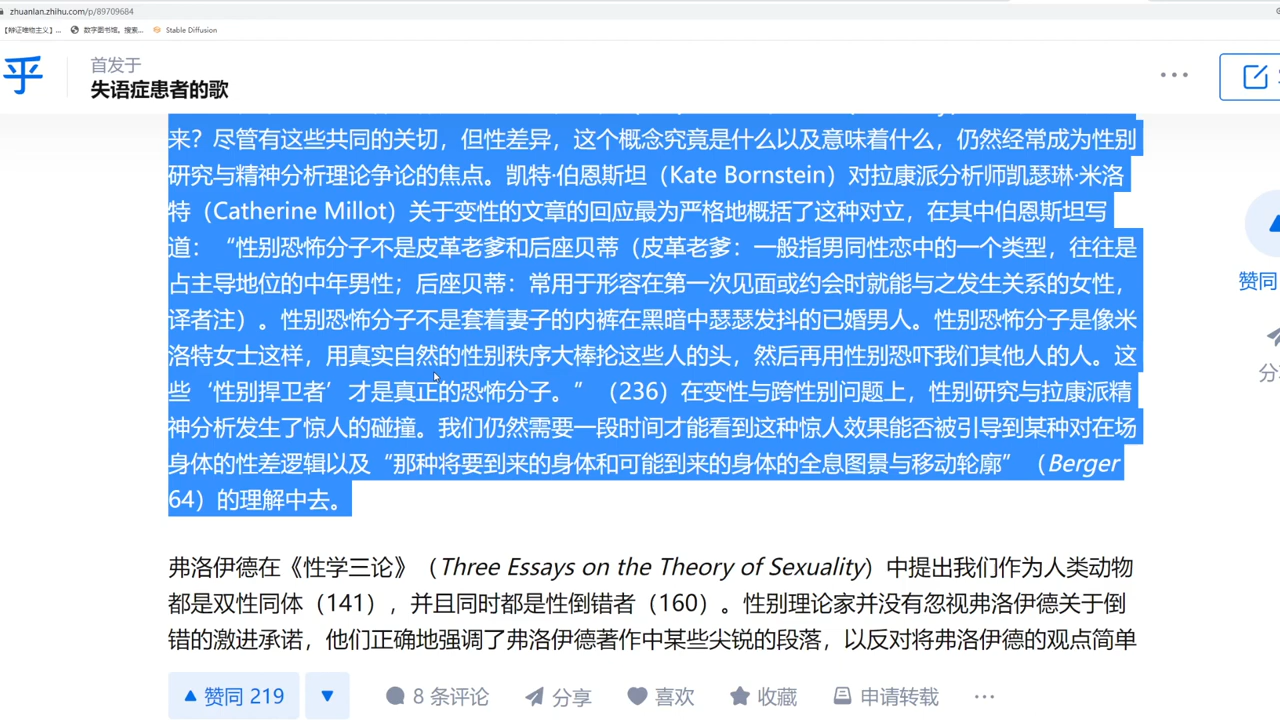 zhuanlan.zhihu.com/p/89709684
【辩证唯物主义】...
数字图书馆。搜索...
Stable Diffusion
乎
首发于
失语症患者的歌
来？尽管有这些共同的关切，但性差异，这个概念究竟是什么以及意味着什么，仍然经常成为性别
研究与精神分析理论争论的焦点。凯特·伯恩斯坦（Kate Bornstein）对拉康派分析师凯瑟琳·米洛
特（Catherine Millot）关于变性的文章的回应最为严格地概括了这种对立，在其中伯恩斯坦写
道：“性别恐怖分子不是皮革老爹和后座贝蒂（皮革老爹：一般指男同性恋中的一个类型，往往是
占主导地位的中年男性；后座贝蒂：常用于形容在第一次见面或约会时就能与之发生关系的女性，
译者注）。性别恐怖分子不是套着妻子的内裤在黑暗中瑟瑟发抖的已婚男人。性别恐怖分子是像米
洛特女士这样，用真实自然的性别秩序大棒抡这些人的头，然后再用性别恐吓我们其他人的人。这
些‘性别捍卫者’才是真正的恐怖分子。”（236）在变性与跨性别问题上，性别研究与拉康派精
神分析发生了惊人的碰撞。我们仍然需要一段时间才能看到这种惊人效果能否被引导到某种对在场
身体的性差逻辑以及“那种将要到来的身体和可能到来的身体的全息图景与移动轮廓”（Berger
64）的理解中去。
弗洛伊德在《性学三论》（Three Essays on the Theory of Sexuality）中提出我们作为人类动物
都是双性同体（141），并且同时都是性倒错者（160）。性别理论家并没有忽视弗洛伊德关于倒
错的激进承诺，他们正确地强调了弗洛伊德著作中某些尖锐的段落，以反对将弗洛伊德的观点简单
赞同
赞同 219
8 条评论
分享
喜欢
收藏
申请转载